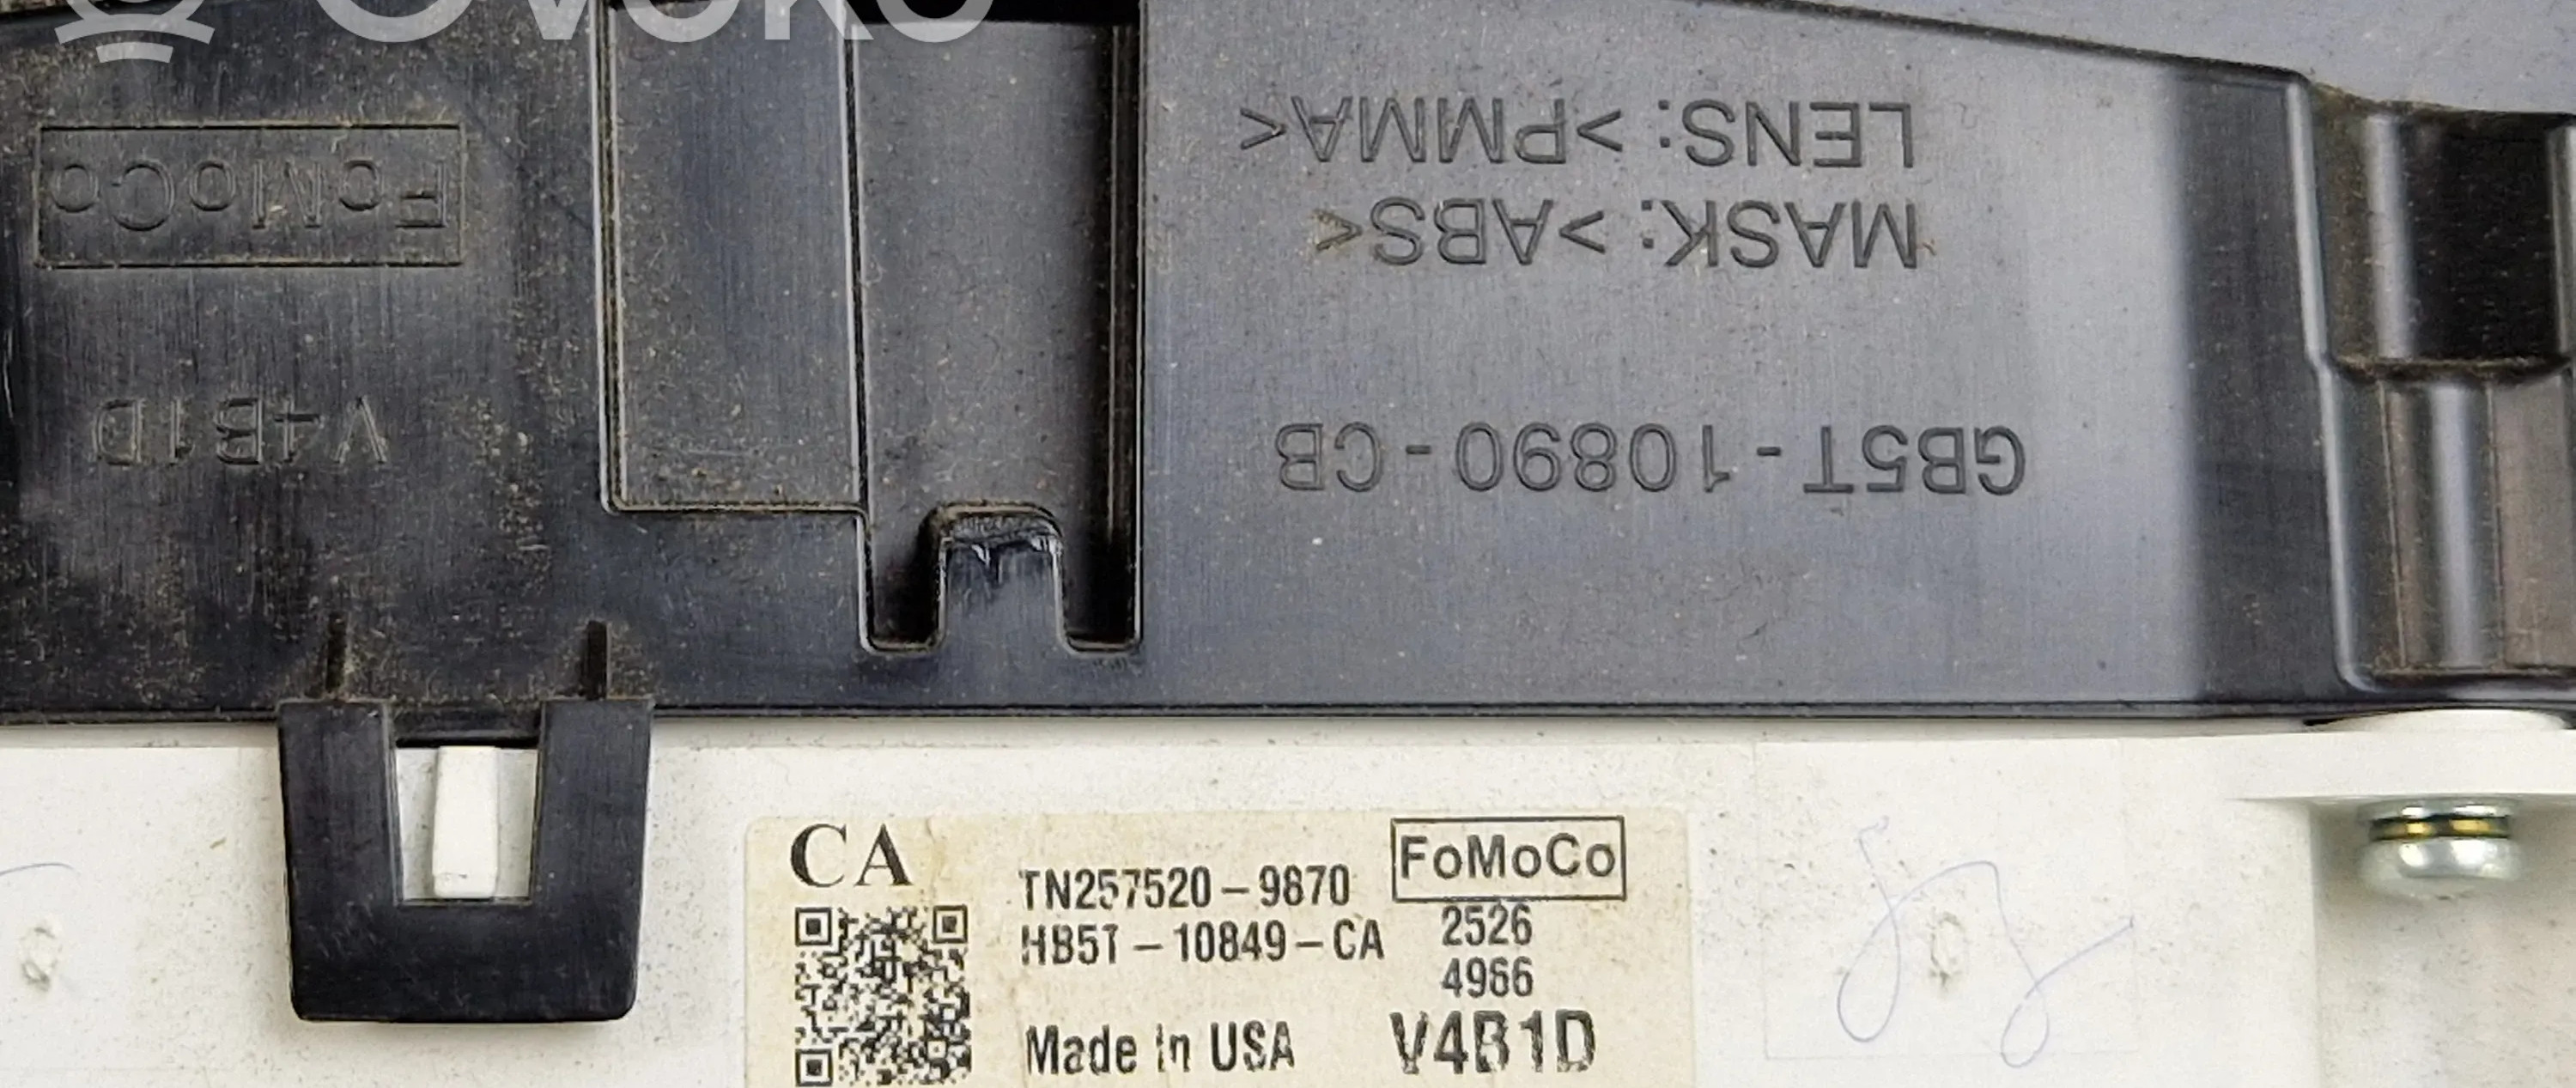 Ovoko
LENS: >PMMA<
MASK: >ABS<
FoMoCo
V4B1D
GB5T-10890-CB
CA
TN257520-9870
FoMoCo
HB5T-10849-CA
2526
4966
Made in USA
V4B1D